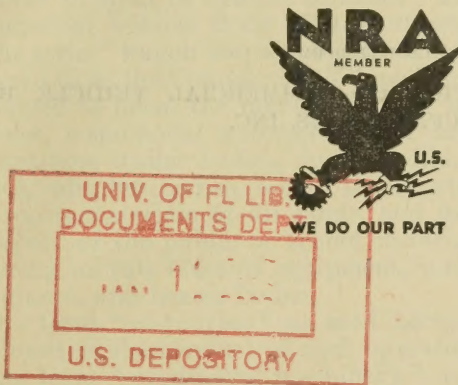 NRA
MEMBER
U.S.
WE DO OUR PART
UNIV. OF FL LIB.
DOCUMENTS DEPT
U.S. DEPOSITORY